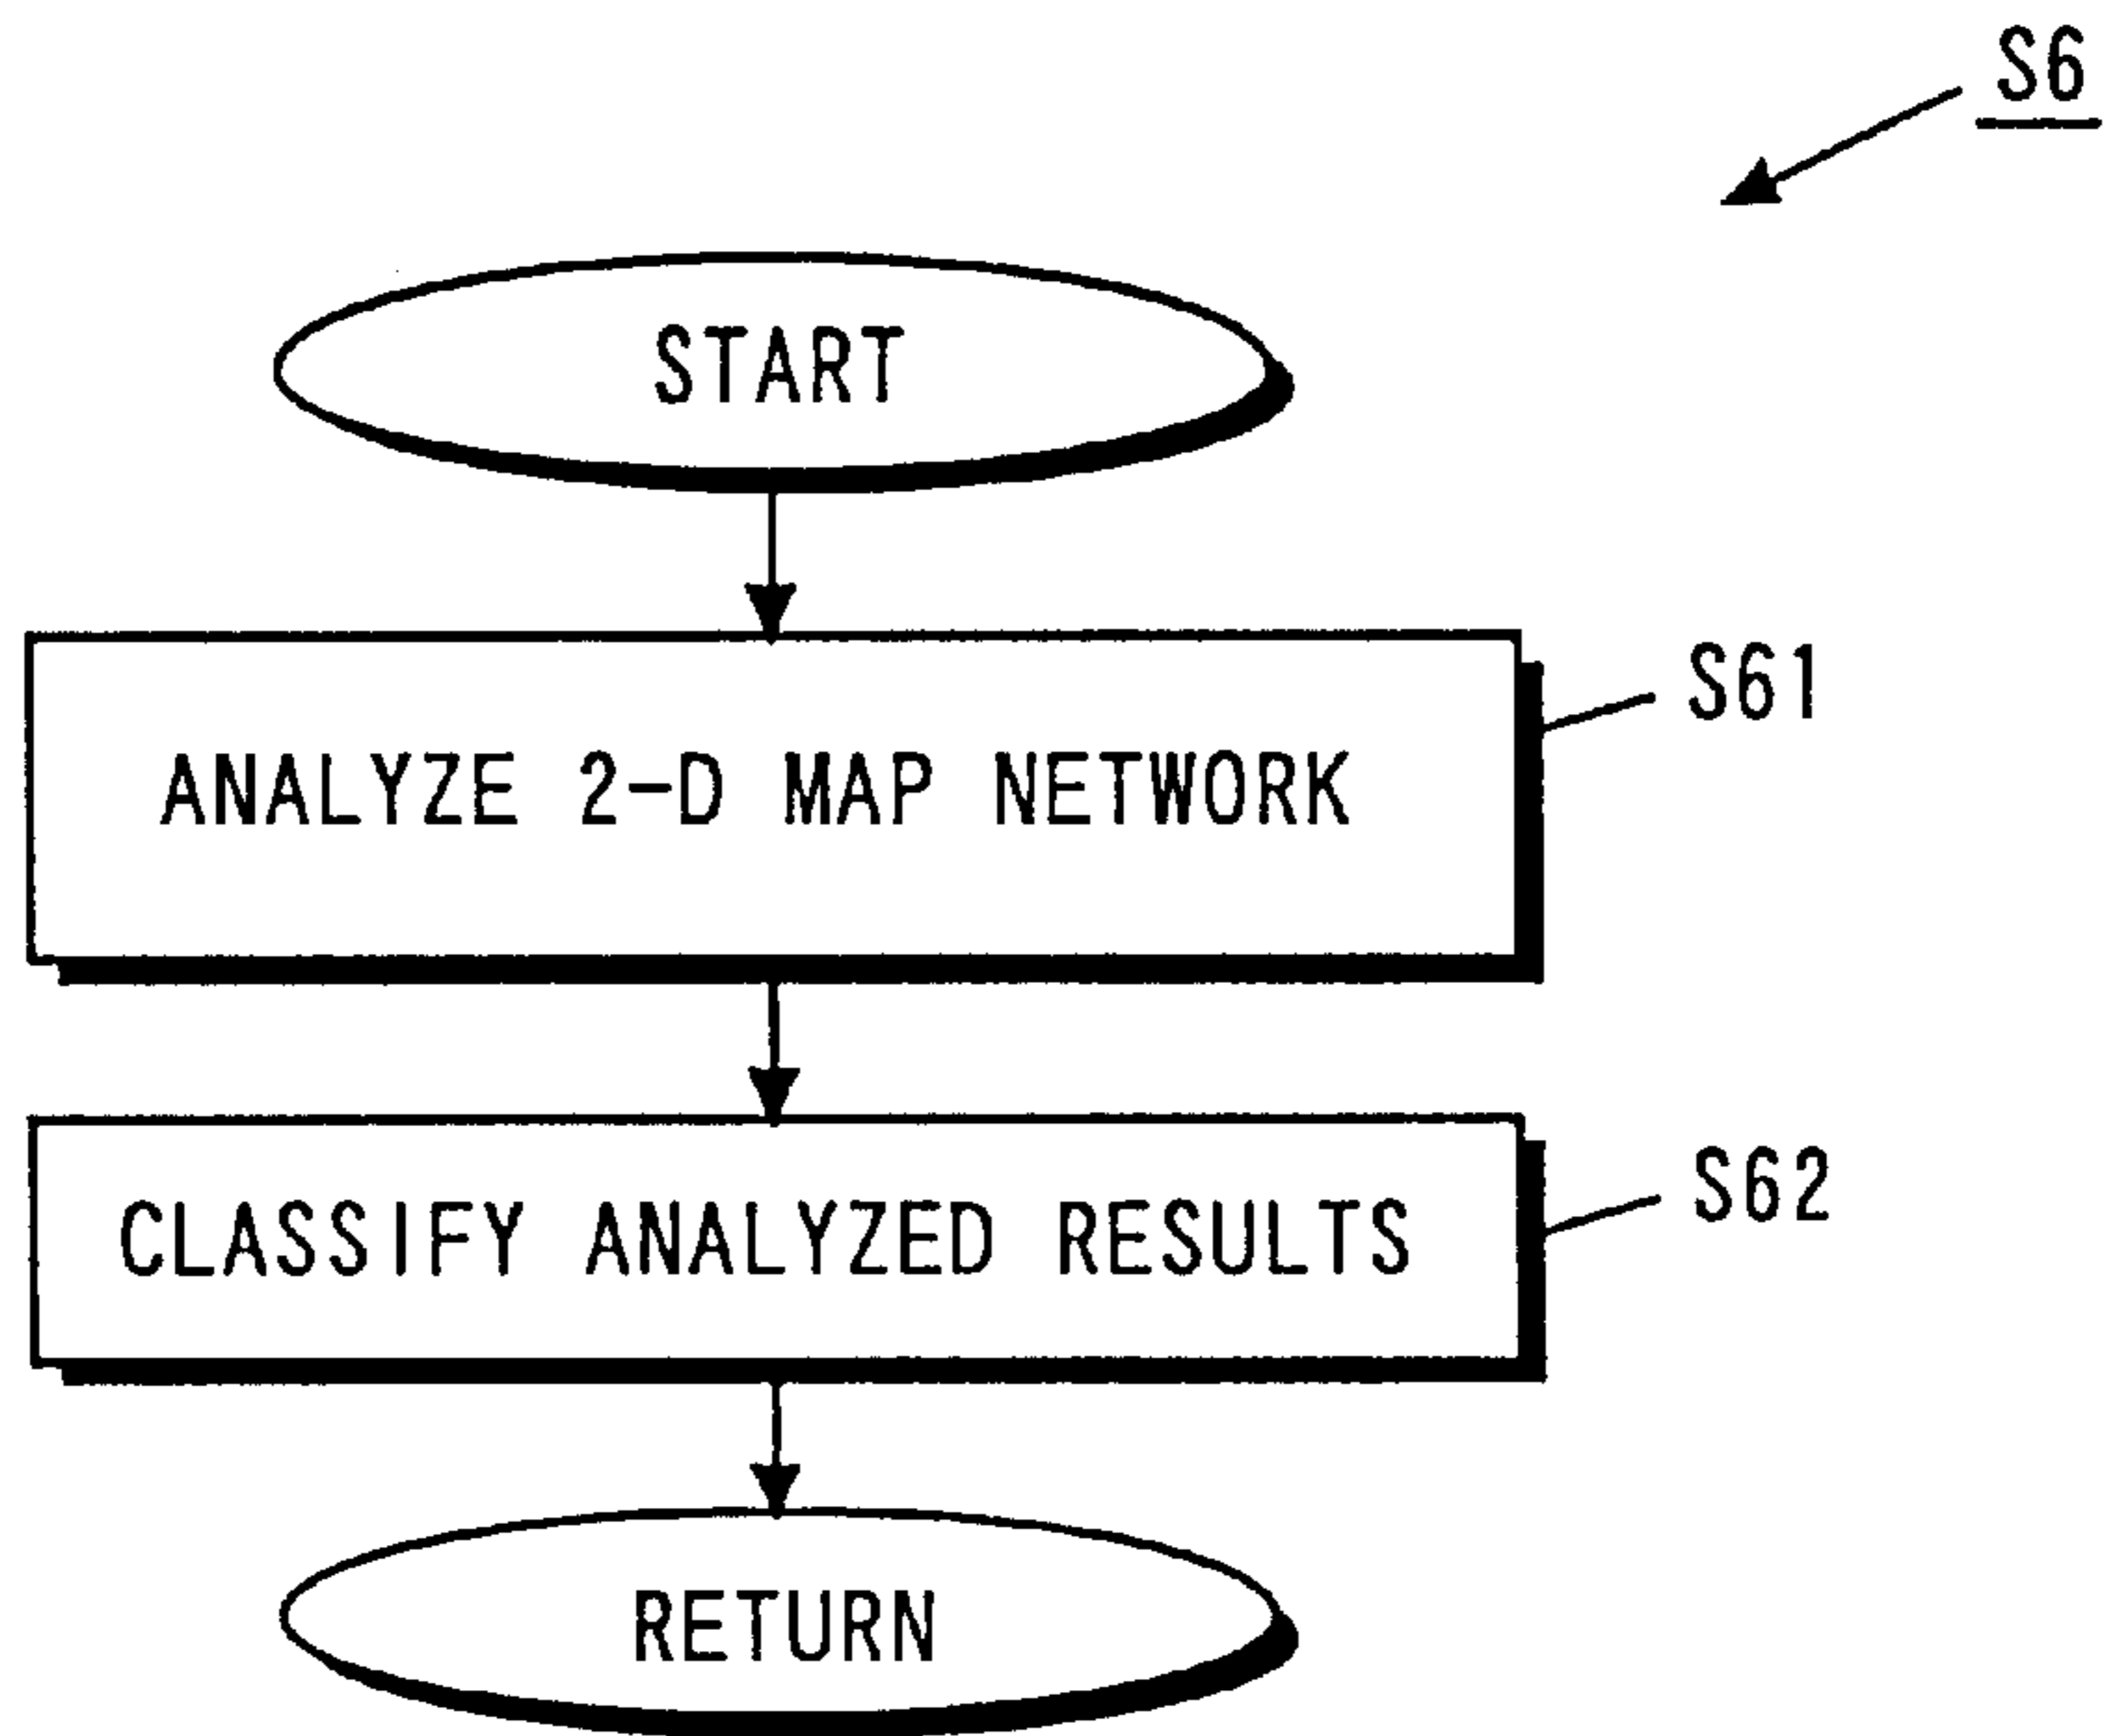 S6
START
S61
ANALYZE 2-D MAP NETWORK
S62
CLASSIFY ANALYZED RESULTS
RETURN